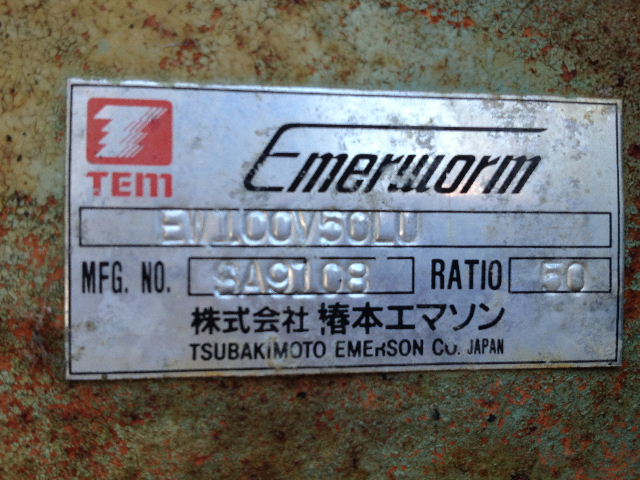 TEM
Emerworm
EW100V50LU
MFG. NO. SA9108 RATIO 50
株式会社 椿本エマソン
TSUBAKIMOTO EMERSON CO. JAPAN